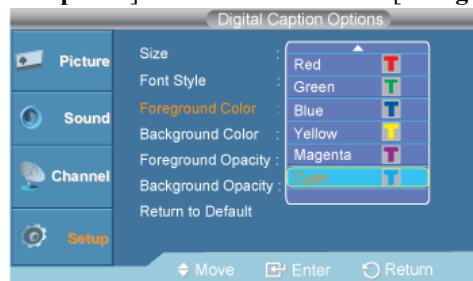 Digital Caption Options
Picture
Sound
Channel
Setup
Size :
Font Style :
Foreground Color :
Background Color :
Foreground Opacity :
Background Opacity :
Return to Default
Red T
Green T
Blue T
Yellow T
Magenta T
Cyan T
Move Enter Return